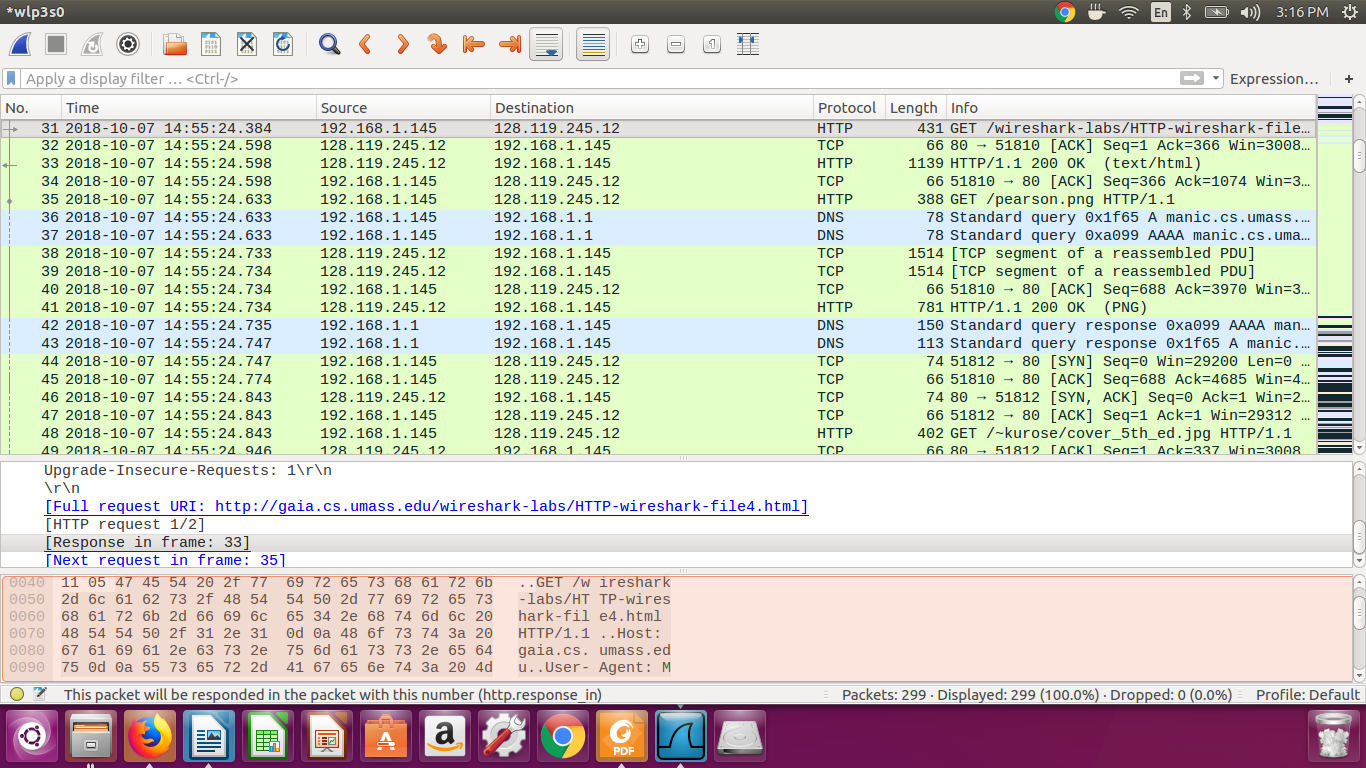 *wlp3s0
En
3:16 PM
Apply a display filter … <Ctrl-/>
Expression…
+
No. Time Source Destination Protocol Length Info
31 2018-10-07 14:55:24.384 192.168.1.145 128.119.245.12 HTTP 431 GET /wireshark-labs/HTTP-wireshark-file…
32 2018-10-07 14:55:24.598 128.119.245.12 192.168.1.145 TCP 66 80 → 51810 [ACK] Seq=1 Ack=366 Win=3008…
33 2018-10-07 14:55:24.598 128.119.245.12 192.168.1.145 HTTP 1139 HTTP/1.1 200 OK (text/html)
34 2018-10-07 14:55:24.598 192.168.1.145 128.119.245.12 TCP 66 51810 → 80 [ACK] Seq=366 Ack=1074 Win=3…
35 2018-10-07 14:55:24.633 192.168.1.145 128.119.245.12 HTTP 388 GET /pearson.png HTTP/1.1
36 2018-10-07 14:55:24.633 192.168.1.145 192.168.1.1 DNS 78 Standard query 0x1f65 A manic.cs.umass.…
37 2018-10-07 14:55:24.633 192.168.1.145 192.168.1.1 DNS 78 Standard query 0xa099 AAAA manic.cs.uma…
38 2018-10-07 14:55:24.733 128.119.245.12 192.168.1.145 TCP 1514 [TCP segment of a reassembled PDU]
39 2018-10-07 14:55:24.734 128.119.245.12 192.168.1.145 TCP 1514 [TCP segment of a reassembled PDU]
40 2018-10-07 14:55:24.734 192.168.1.145 128.119.245.12 TCP 66 51810 → 80 [ACK] Seq=688 Ack=3970 Win=3…
41 2018-10-07 14:55:24.734 128.119.245.12 192.168.1.145 HTTP 781 HTTP/1.1 200 OK (PNG)
42 2018-10-07 14:55:24.735 192.168.1.1 192.168.1.145 DNS 150 Standard query response 0xa099 AAAA man…
43 2018-10-07 14:55:24.747 192.168.1.1 192.168.1.145 DNS 113 Standard query response 0x1f65 A manic.…
44 2018-10-07 14:55:24.747 192.168.1.145 128.119.245.12 TCP 74 51812 → 80 [SYN] Seq=0 Win=29200 Len=0 …
45 2018-10-07 14:55:24.774 192.168.1.145 128.119.245.12 TCP 66 51810 → 80 [ACK] Seq=688 Ack=4685 Win=4…
46 2018-10-07 14:55:24.843 128.119.245.12 192.168.1.145 TCP 74 80 → 51812 [SYN, ACK] Seq=0 Ack=1 Win=2…
47 2018-10-07 14:55:24.843 192.168.1.145 128.119.245.12 TCP 66 51812 → 80 [ACK] Seq=1 Ack=1 Win=29312 …
48 2018-10-07 14:55:24.843 192.168.1.145 128.119.245.12 HTTP 402 GET /~kurose/cover_5th_ed.jpg HTTP/1.1
49 2018-10-07 14:55:24.946 128.119.245.12 192.168.1.145 TCP 66 80 → 51812 [ACK] Seq=1 Ack=337 Win=3008…
Upgrade-Insecure-Requests: 1\r\n
\r\n
[Full request URI: http://gaia.cs.umass.edu/wireshark-labs/HTTP-wireshark-file4.html]
[HTTP request 1/2]
[Response in frame: 33]
[Next request in frame: 35]
0040 11 05 47 45 54 20 2f 77 69 72 65 73 68 61 72 6b ..GET /w ireshark
0050 2d 6c 61 62 73 2f 48 54 54 50 2d 77 69 72 65 73 -labs/HT TP-wires
0060 68 61 72 6b 2d 66 69 6c 65 34 2e 68 74 6d 6c 20 hark-fil e4.html
0070 48 54 54 50 2f 31 2e 31 0d 0a 48 6f 73 74 3a 20 HTTP/1.1 ..Host:
0080 67 61 69 61 2e 63 73 2e 75 6d 61 73 73 2e 65 64 gaia.cs. umass.ed
0090 75 0d 0a 55 73 65 72 2d 41 67 65 6e 74 3a 20 4d u..User- Agent: M
This packet will be responded in the packet with this number (http.response_in)
Packets: 299 · Displayed: 299 (100.0%) · Dropped: 0 (0.0%)
Profile: Default
a
PDF